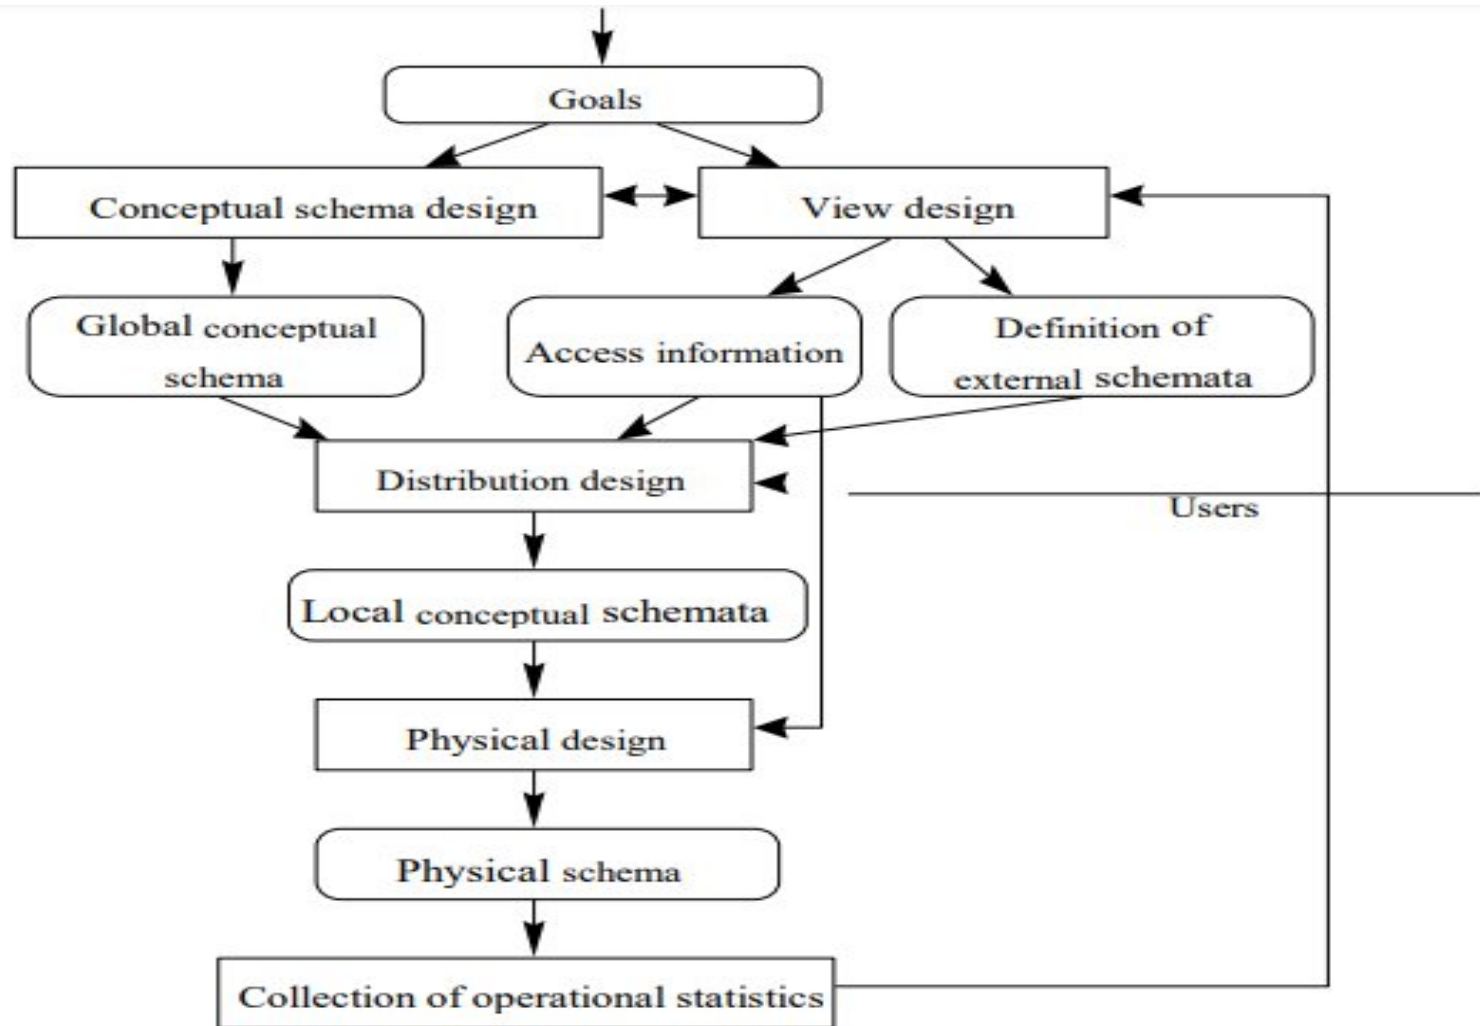 Goals
Conceptual schema design
View design
Global conceptual
schema
Access information
Definition of
external schemata
Distribution design
Users
Local conceptual schemata
Physical design
Physical schema
Collection of operational statistics